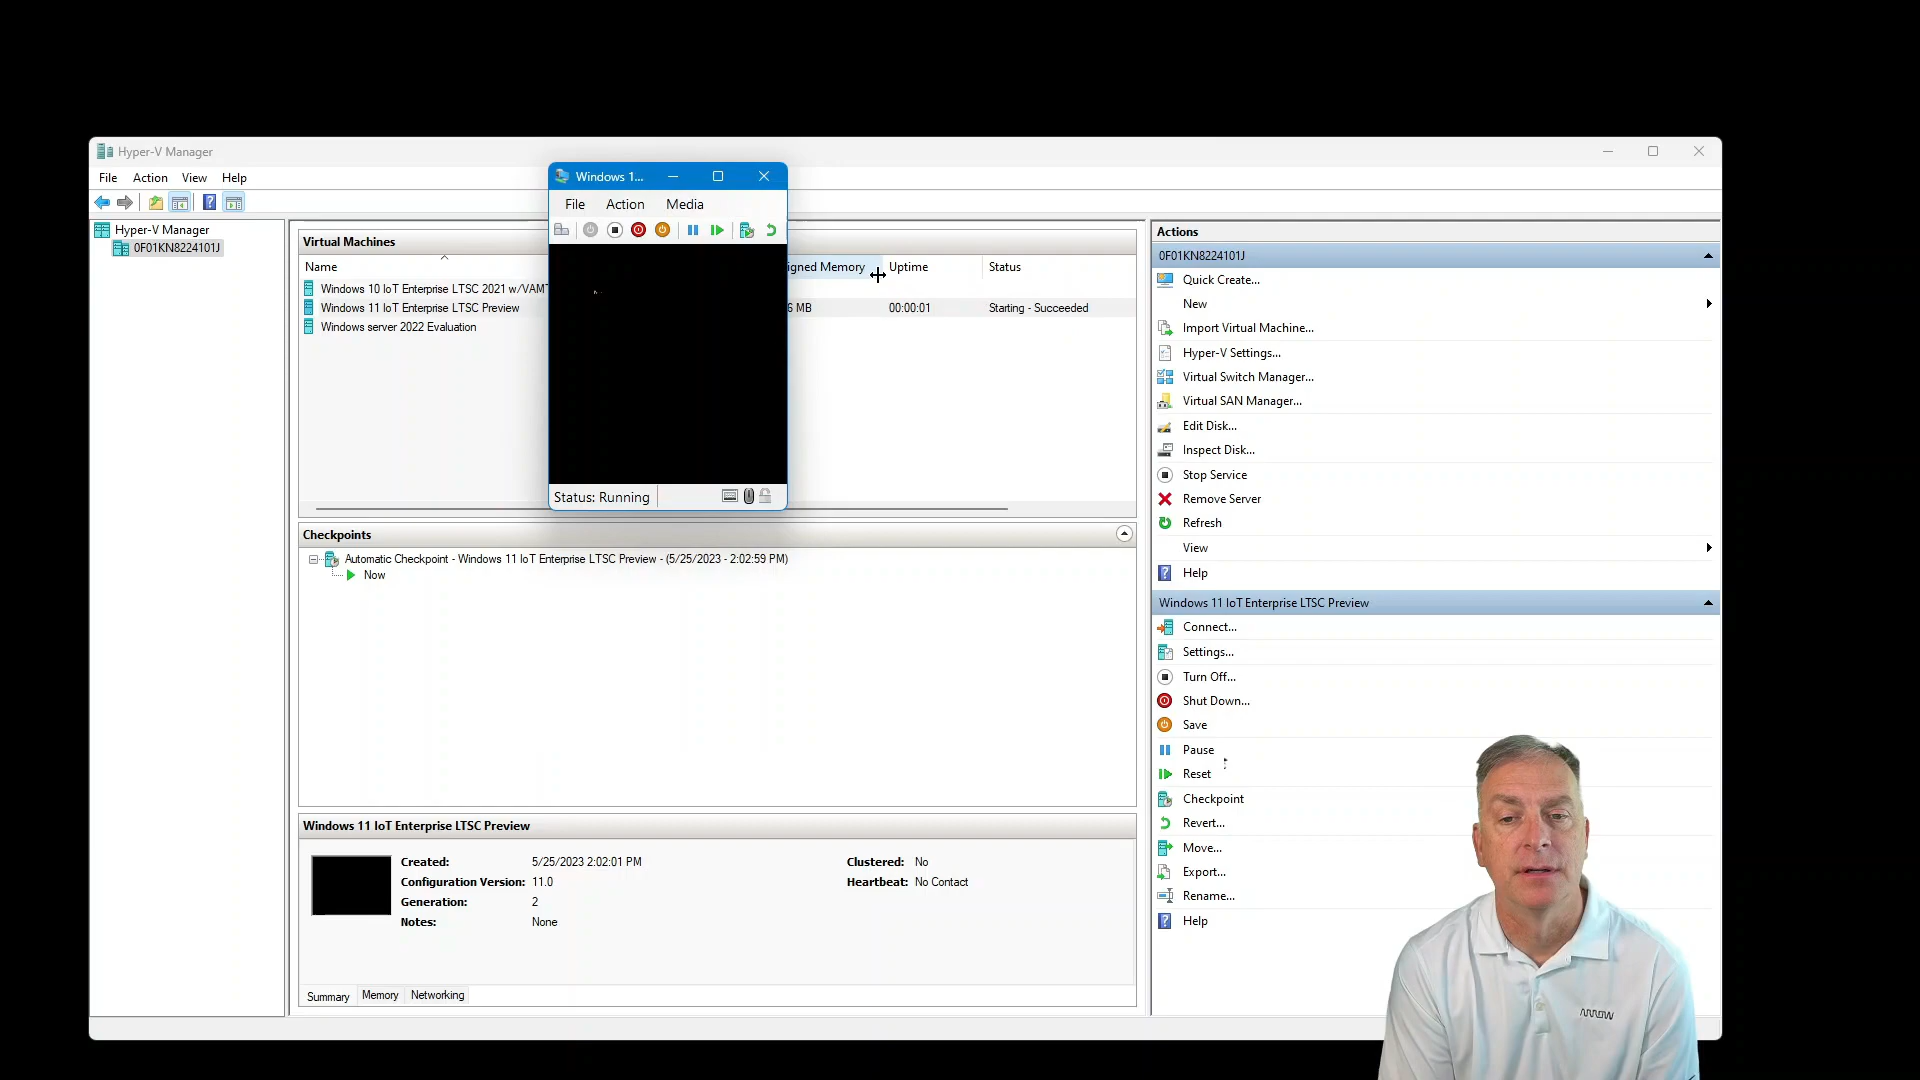 Hyper-V Manager
File Action View Help
Hyper-V Manager
0F01KN8224101J
Virtual Machines
Name
igned Memory
Uptime
Status
Windows 10 IoT Enterprise LTSC 2021 w/VAMT
Windows 11 IoT Enterprise LTSC Preview
6 MB
00:00:01
Starting - Succeeded
Windows server 2022 Evaluation
Windows 1...
File Action Media
Status: Running
Checkpoints
Automatic Checkpoint - Windows 11 IoT Enterprise LTSC Preview - (5/25/2023 - 2:02:59 PM)
Now
Windows 11 IoT Enterprise LTSC Preview
Created: 5/25/2023 2:02:01 PM
Clustered: No
Configuration Version: 11.0
Heartbeat: No Contact
Generation: 2
Notes: None
Summary Memory Networking
Actions
0F01KN8224101J
Quick Create...
New
Import Virtual Machine...
Hyper-V Settings...
Virtual Switch Manager...
Virtual SAN Manager...
Edit Disk...
Inspect Disk...
Stop Service
Remove Server
Refresh
View
Help
Windows 11 IoT Enterprise LTSC Preview
Connect...
Settings...
Turn Off...
Shut Down...
Save
Pause
Reset
Checkpoint
Revert...
Move...
Export...
Rename...
Help
ARROW